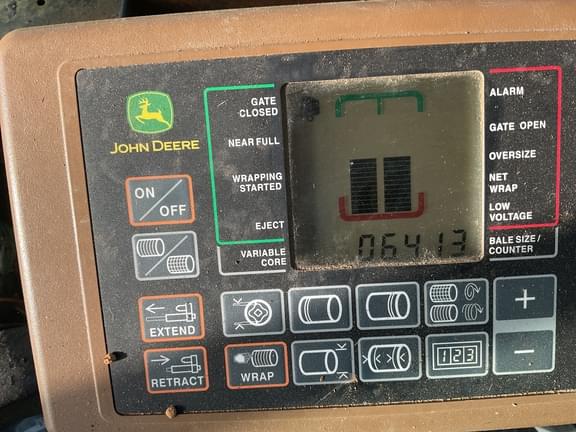 JOHN DEERE
GATE
CLOSED
NEAR FULL
WRAPPING
STARTED
EJECT
VARIABLE
CORE
ALARM
GATE OPEN
OVERSIZE
NET
WRAP
LOW
VOLTAGE
BALE SIZE/
COUNTER
06413
ON
OFF
EXTEND
RETRACT
WRAP
123
+
−